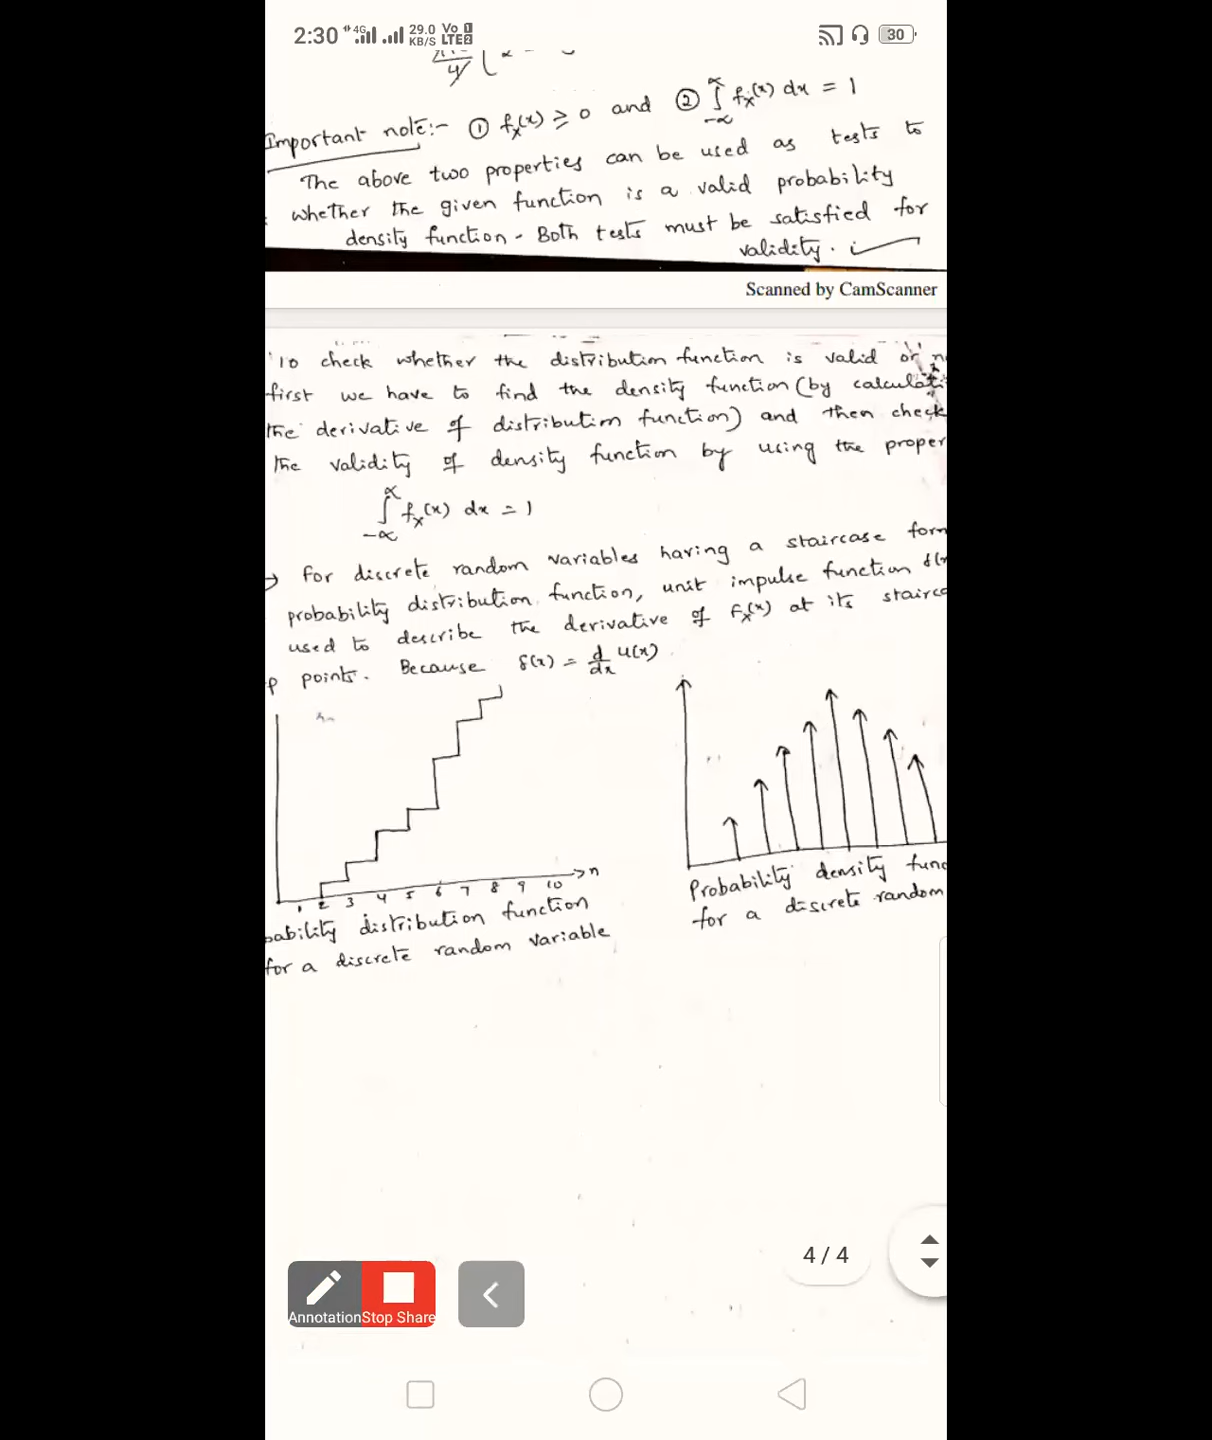 2:30 4G 29.0 KB/S Vo LTE 1 2 30
4
Important note:- ① fx(x) ≥ 0 and ② ∫ fx(x) dx = 1
-∞ ∞
The above two properties can be used as tests to
whether the given function is a valid probability
density function - Both tests must be satisfied for
validity.
Scanned by CamScanner
To check whether the distribution function is valid or
first we have to find the density function (by calculati
the derivative of distribution function) and then check
the validity of density function by using the proper
∞
∫ fx(x) dx = 1
-∞
→ for discrete random variables having a staircase form
probability distribution function, unit impulse function δ(x
used to describe the derivative of Fx(x) at its stairca
p points. Because δ(x) = d/dx u(x)
1 2 3 4 5 6 7 8 9 10 → n
bability distribution function
for a discrete random variable
Probability density func
for a discrete random
4 / 4
Annotation Stop Share